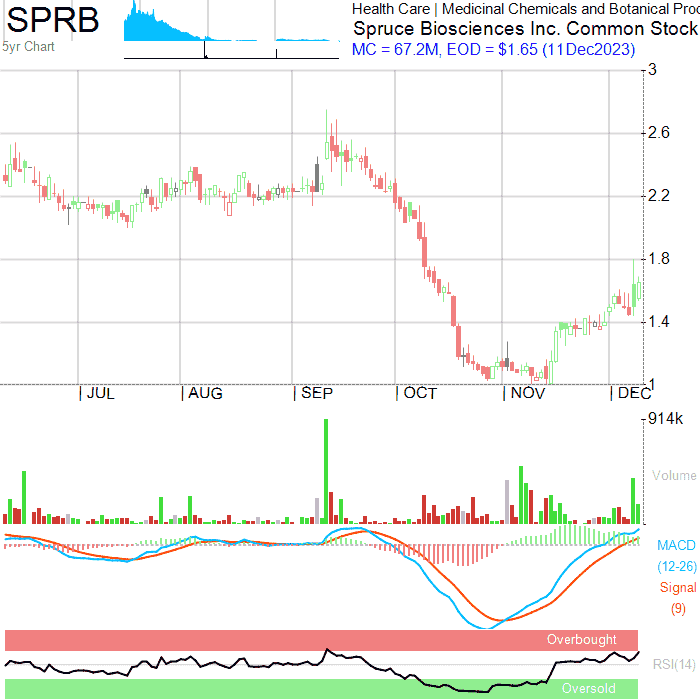 SPRB
5yr Chart
Health Care | Medicinal Chemicals and Botanical Pro
Spruce Biosciences Inc. Common Stock
MC = 67.2M, EOD = $1.65 (11Dec2023)
3
2.6
2.2
1.8
1.4
1
JUL AUG SEP OCT NOV DEC
914k
Volume
MACD
(12-26)
Signal
(9)
Overbought
RSI(14)
Oversold